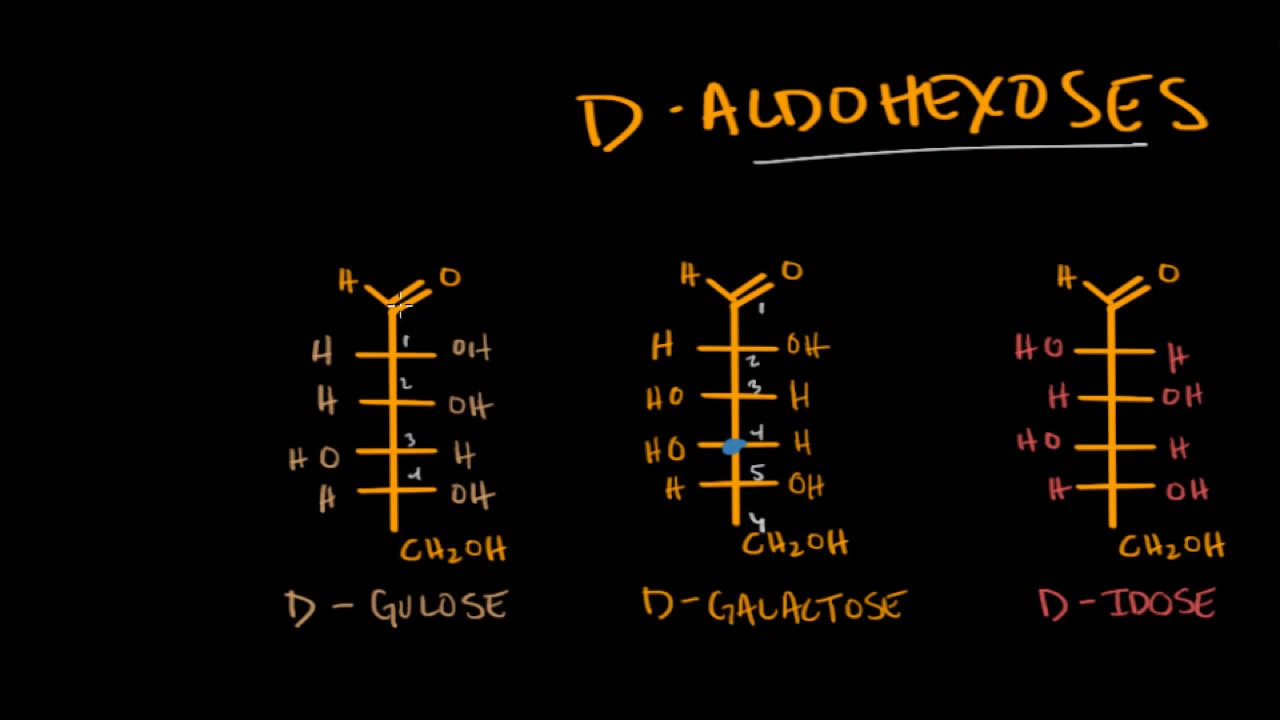 D-ALDOHEXOSES
H O H O H O
1 1
H OH H OH HO H
2 2
H OH HO 3 H H OH
3 4
HO H HO H HO H
4 5
H OH H OH H OH
4
CH2OH CH2OH CH2OH
D-GULOSE D-GALACTOSE D-IDOSE